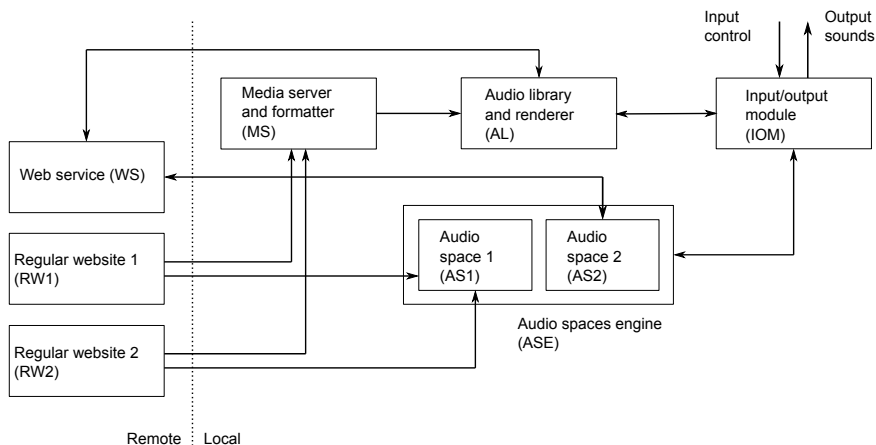 Input
control
Output
sounds
Media server
and formatter
(MS)
Audio library
and renderer
(AL)
Input/output
module
(IOM)
Web service (WS)
Regular website 1
(RW1)
Audio
space 1
(AS1)
Audio
space 2
(AS2)
Audio spaces engine
(ASE)
Regular website 2
(RW2)
Remote
Local